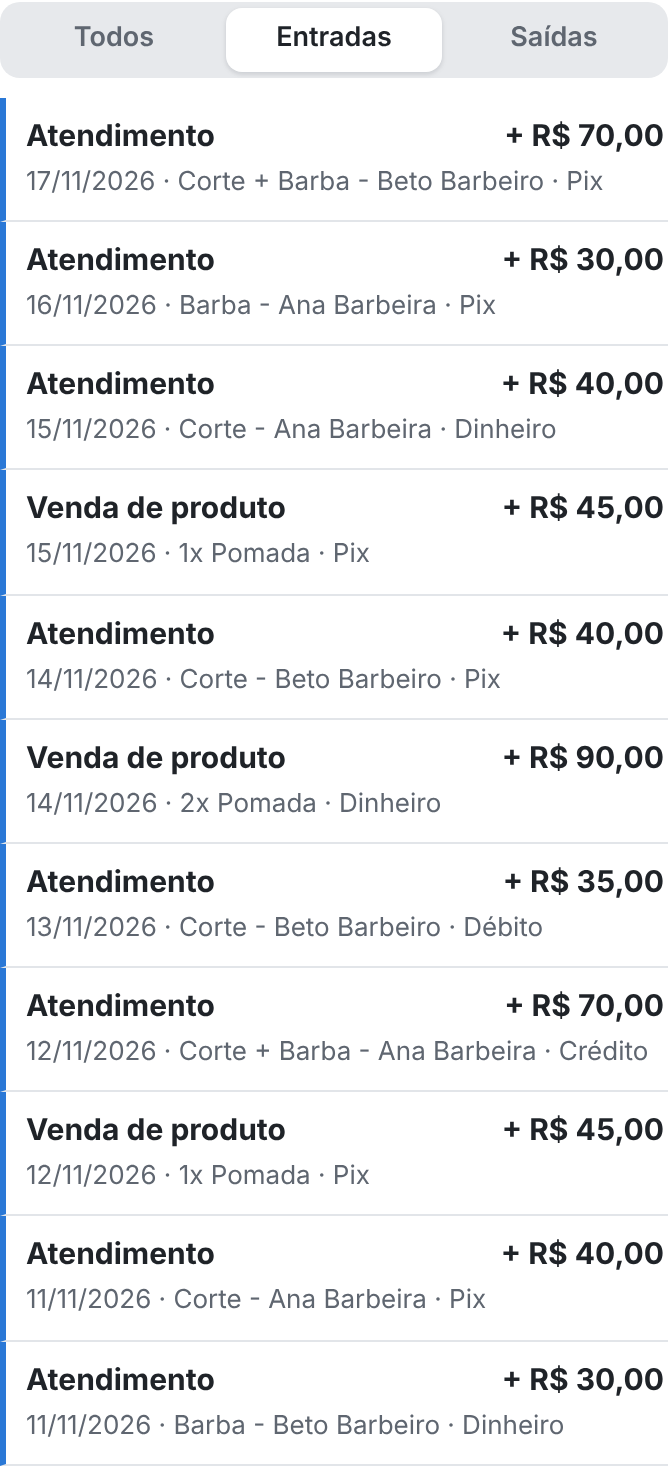 Todos Entradas Saídas
Atendimento + R$ 70,00
17/11/2026 · Corte + Barba - Beto Barbeiro · Pix
Atendimento + R$ 30,00
16/11/2026 · Barba - Ana Barbeira · Pix
Atendimento + R$ 40,00
15/11/2026 · Corte - Ana Barbeira · Dinheiro
Venda de produto + R$ 45,00
15/11/2026 · 1x Pomada · Pix
Atendimento + R$ 40,00
14/11/2026 · Corte - Beto Barbeiro · Pix
Venda de produto + R$ 90,00
14/11/2026 · 2x Pomada · Dinheiro
Atendimento + R$ 35,00
13/11/2026 · Corte - Beto Barbeiro · Débito
Atendimento + R$ 70,00
12/11/2026 · Corte + Barba - Ana Barbeira · Crédito
Venda de produto + R$ 45,00
12/11/2026 · 1x Pomada · Pix
Atendimento + R$ 40,00
11/11/2026 · Corte - Ana Barbeira · Pix
Atendimento + R$ 30,00
11/11/2026 · Barba - Beto Barbeiro · Dinheiro